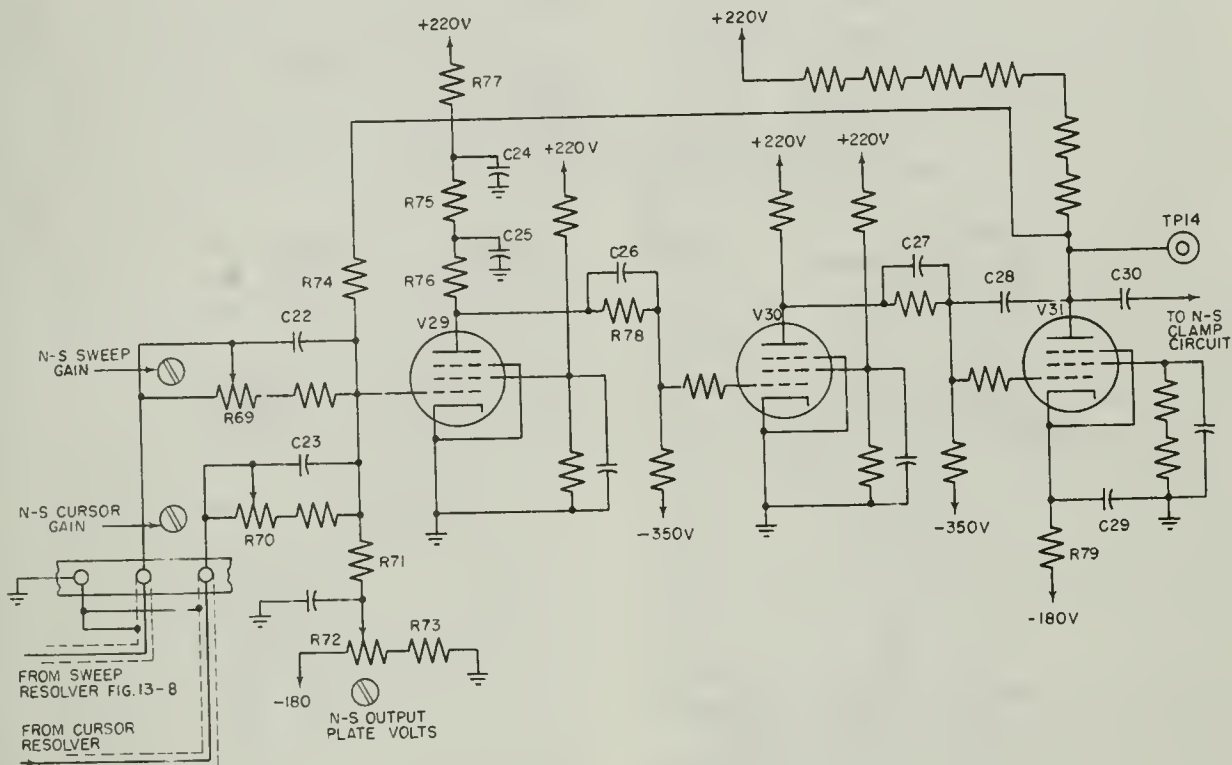 +220V
R77
C24
R75
C25
R76
+220V
+220V
+220V
+220V
TP14
C26
R78
V29
V30
C27
C28
C30
V31
TO N-S
CLAMP
CIRCUIT
R74
C22
N-S SWEEP
GAIN
R69
C23
N-S CURSOR
GAIN
R70
R71
-350V
-350V
C29
R79
-180V
R72
R73
-180
N-S OUTPUT
PLATE VOLTS
FROM SWEEP
RESOLVER FIG.13-8
FROM CURSOR
RESOLVER